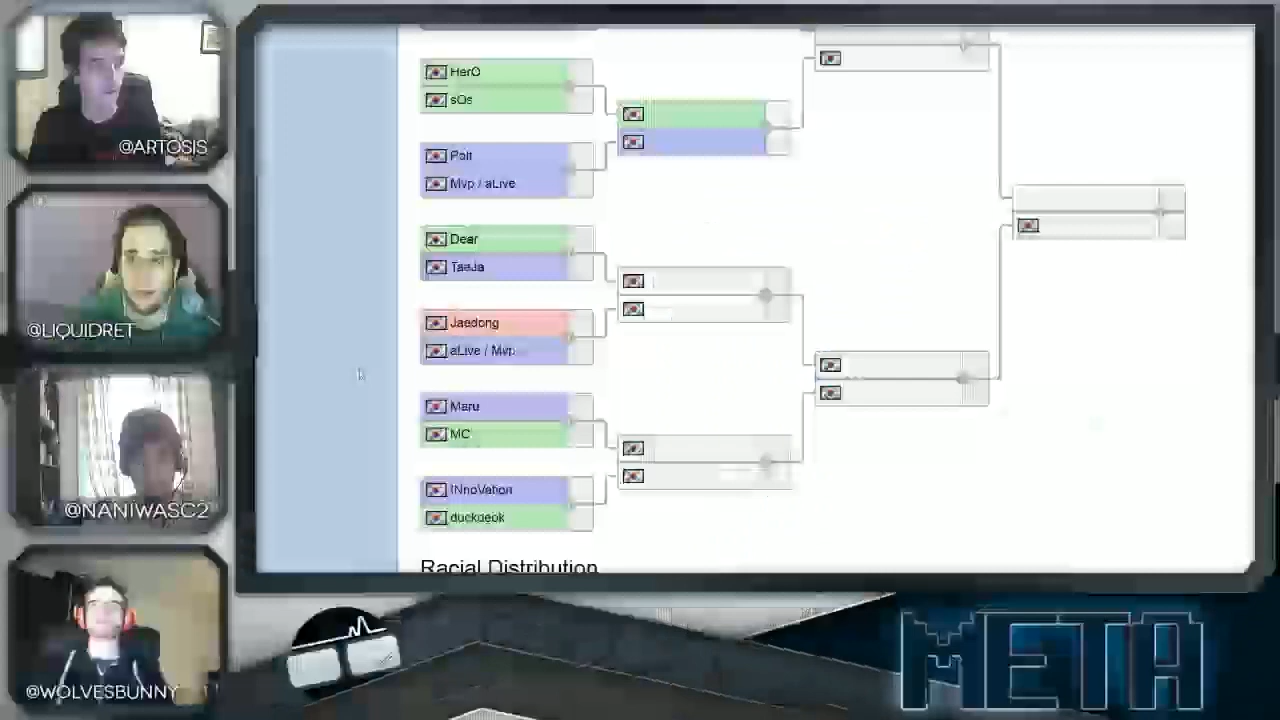 @ARTOSIS
@LIQUIDRET
@NANIWASC2
@WOLVESBUNNY
HerO
sOs
Polt
Mvp / aLive
Dear
TaeJa
Jaedong
aLive / Mvp
Maru
MC
INnoVation
duckdeok
Racial Distribution
META